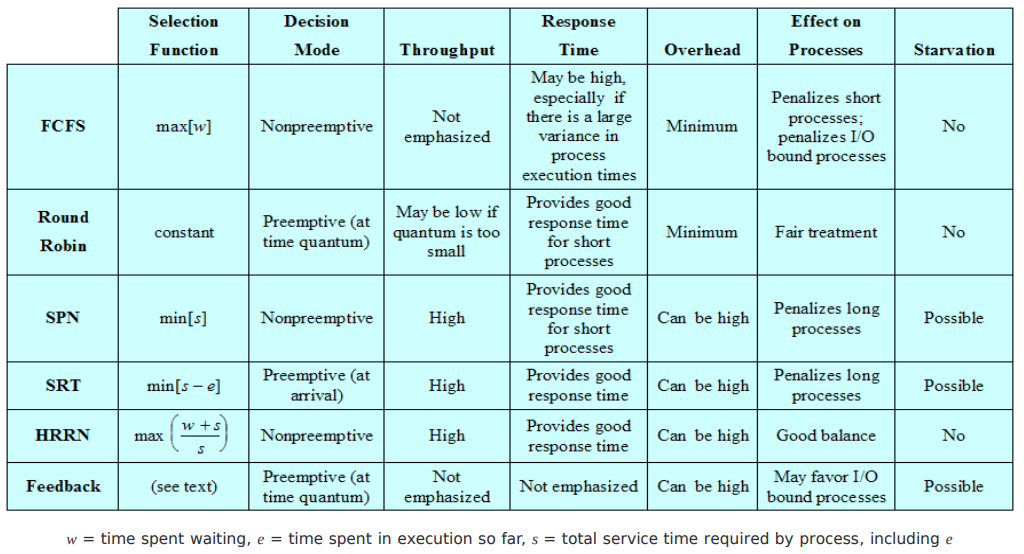 Selection Function Decision Mode Throughput Response Time Overhead Effect on Processes Starvation
FCFS max[w] Nonpreemptive Not emphasized May be high, especially if there is a large variance in process execution times Minimum Penalizes short processes; penalizes I/O bound processes No
Round Robin constant Preemptive (at time quantum) May be low if quantum is too small Provides good response time for short processes Minimum Fair treatment No
SPN min[s] Nonpreemptive High Provides good response time for short processes Can be high Penalizes long processes Possible
SRT min[s – e] Preemptive (at arrival) High Provides good response time Can be high Penalizes long processes Possible
HRRN max ((w + s)/s) Nonpreemptive High Provides good response time Can be high Good balance No
Feedback (see text) Preemptive (at time quantum) Not emphasized Not emphasized Can be high May favor I/O bound processes Possible
w = time spent waiting, e = time spent in execution so far, s = total service time required by process, including e